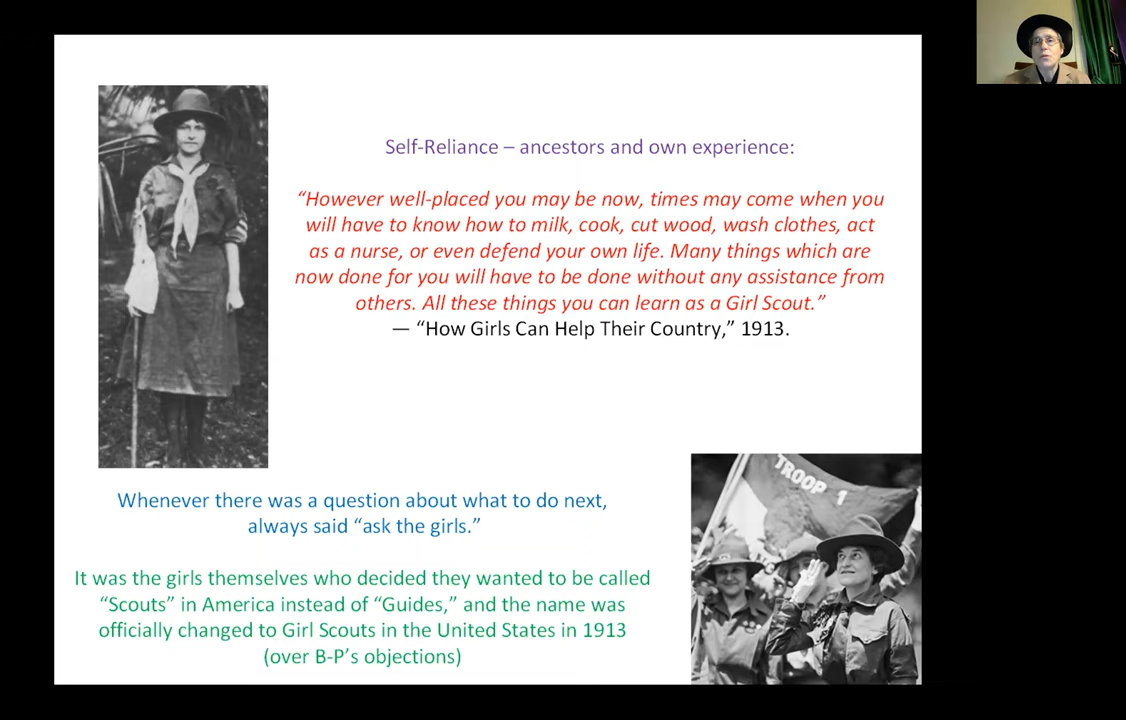 Self-Reliance – ancestors and own experience:
“However well-placed you may be now, times may come when you
will have to know how to milk, cook, cut wood, wash clothes, act
as a nurse, or even defend your own life. Many things which are
now done for you will have to be done without any assistance from
others. All these things you can learn as a Girl Scout.”
— “How Girls Can Help Their Country,” 1913.
TROOP 1
Whenever there was a question about what to do next,
always said “ask the girls.”
It was the girls themselves who decided they wanted to be called
“Scouts” in America instead of “Guides,” and the name was
officially changed to Girl Scouts in the United States in 1913
(over B-P’s objections)